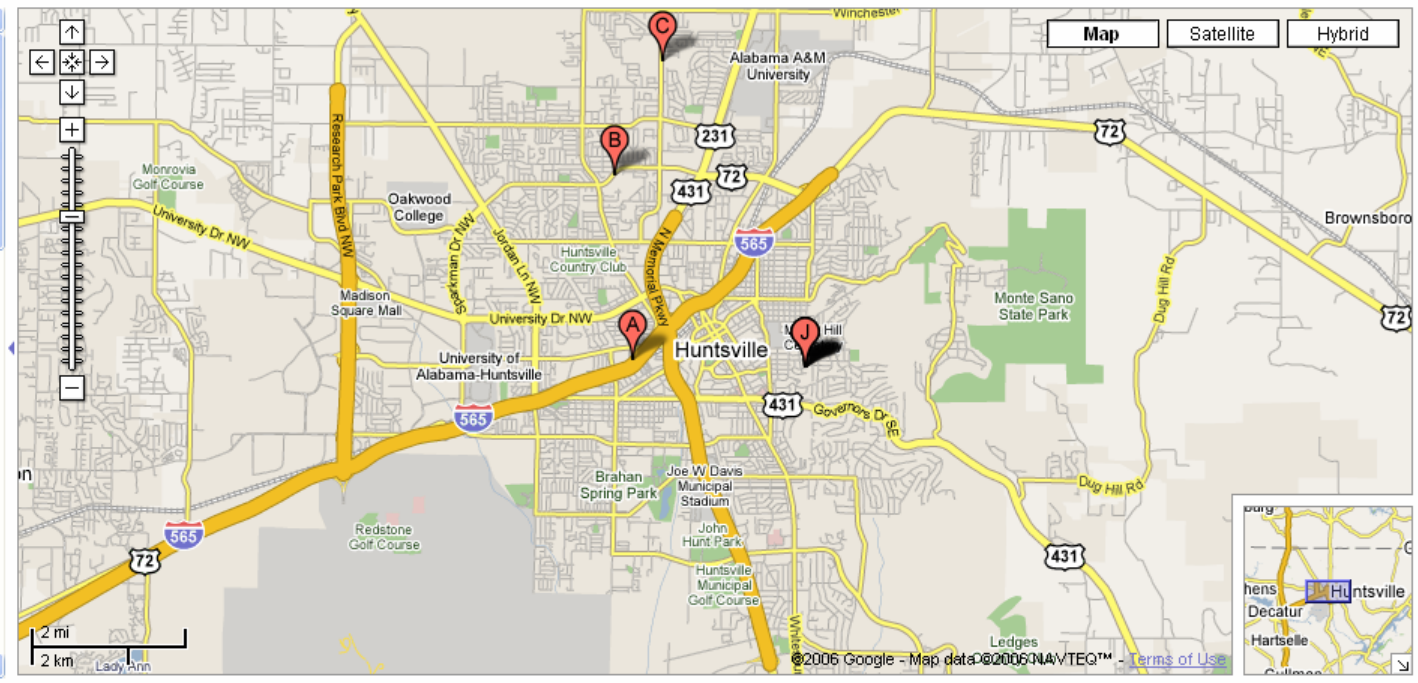 Winchester
Map
Satellite
Hybrid
C
Alabama A&M
University
231
72
B
Monrovia
Golf Course
Research Park Blvd NW
72
431
Oakwood
College
University Dr NW
Brownsboro
Sparkman Dr NW
Jordan Ln NW
N Memorial Pkwy
565
Huntsville
Country Club
Dug Hill Rd
Madison
Square Mall
Monte Sano
State Park
72
University Dr NW
A
J
Hill
Huntsville
University of
Alabama-Huntsville
431
Governors Dr SE
565
Brahan
Spring Park
Joe W Davis
Municipal
Stadium
Dug Hill Rd
565
Redstone
Golf Course
John
Hunt Park
72
431
Huntsville
Municipal
Golf Course
hens
Huntsville
Decatur
Hartselle
2 mi
2 km
Lady Ann
Ledges
©2006 Google - Map data ©2006 NAVTEQ™ - Terms of Use